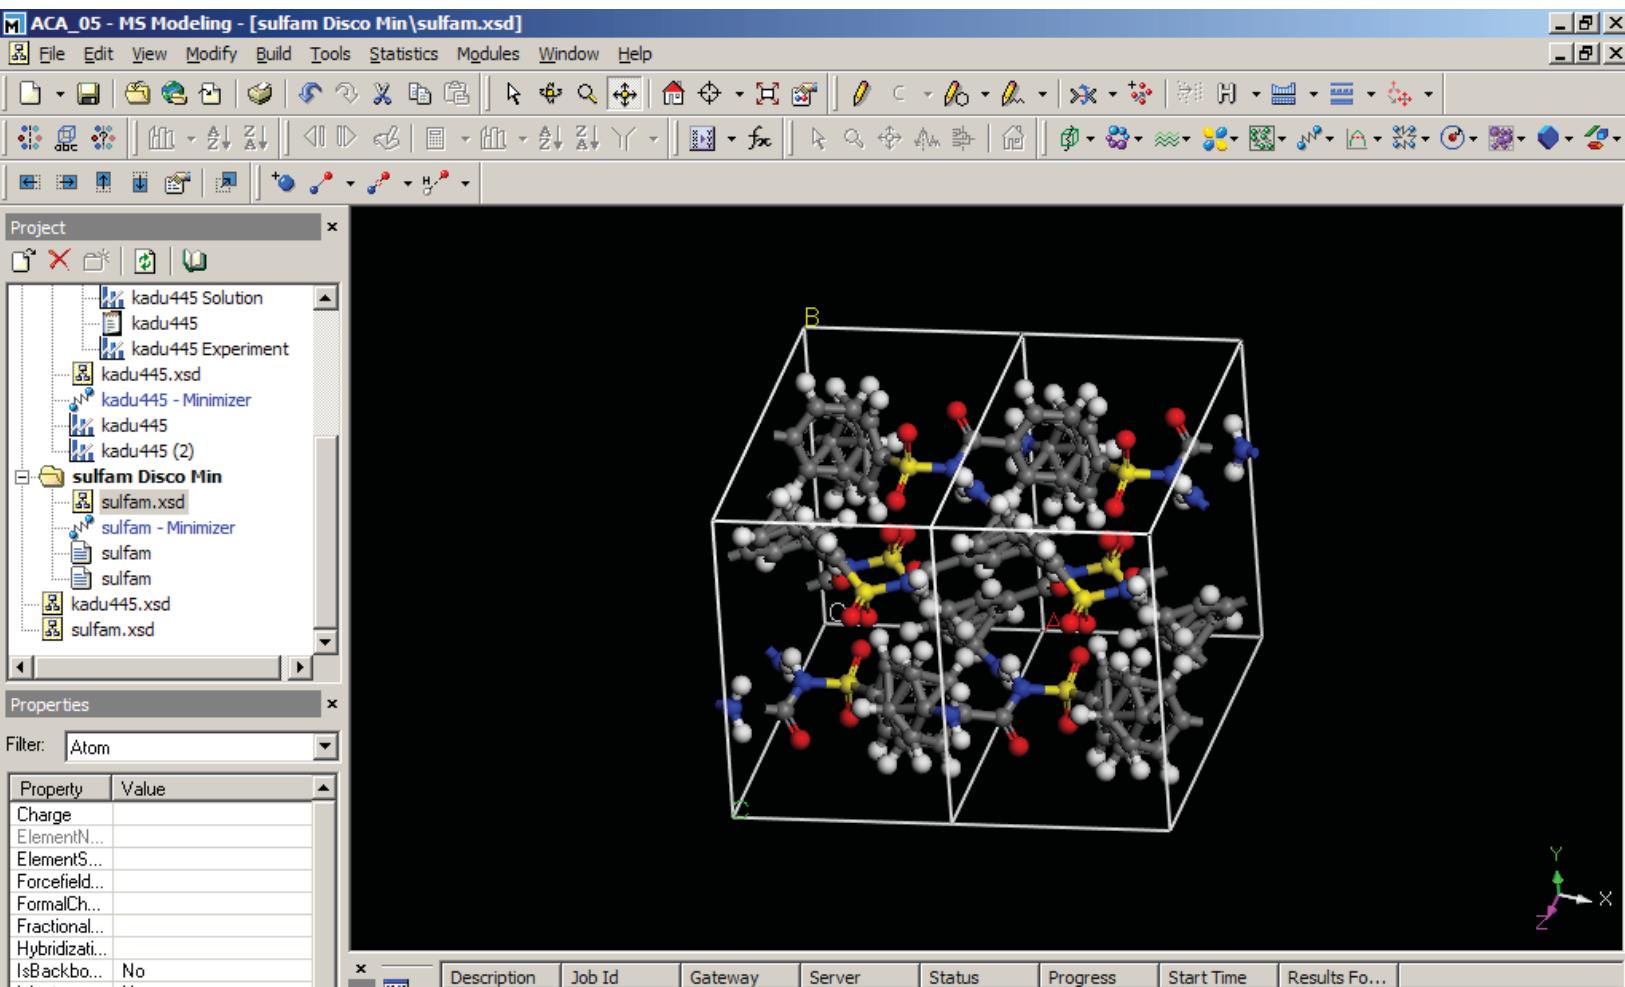 ACA_05 - MS Modeling - [sulfam Disco Min\sulfam.xsd]
File Edit View Modify Build Tools Statistics Modules Window Help
Project
kadu445 Solution
kadu445
kadu445 Experiment
kadu445.xsd
kadu445 - Minimizer
kadu445
kadu445 (2)
sulfam Disco Min
sulfam.xsd
sulfam - Minimizer
sulfam
sulfam
kadu445.xsd
sulfam.xsd
Properties
Filter: Atom
Property Value
Charge
ElementN...
ElementS...
Forcefield...
FormalCh...
Fractional...
Hybridizati...
IsBackbo... No
B
O
A
C
Y
X
Z
Description Job Id Gateway Server Status Progress Start Time Results Fo...